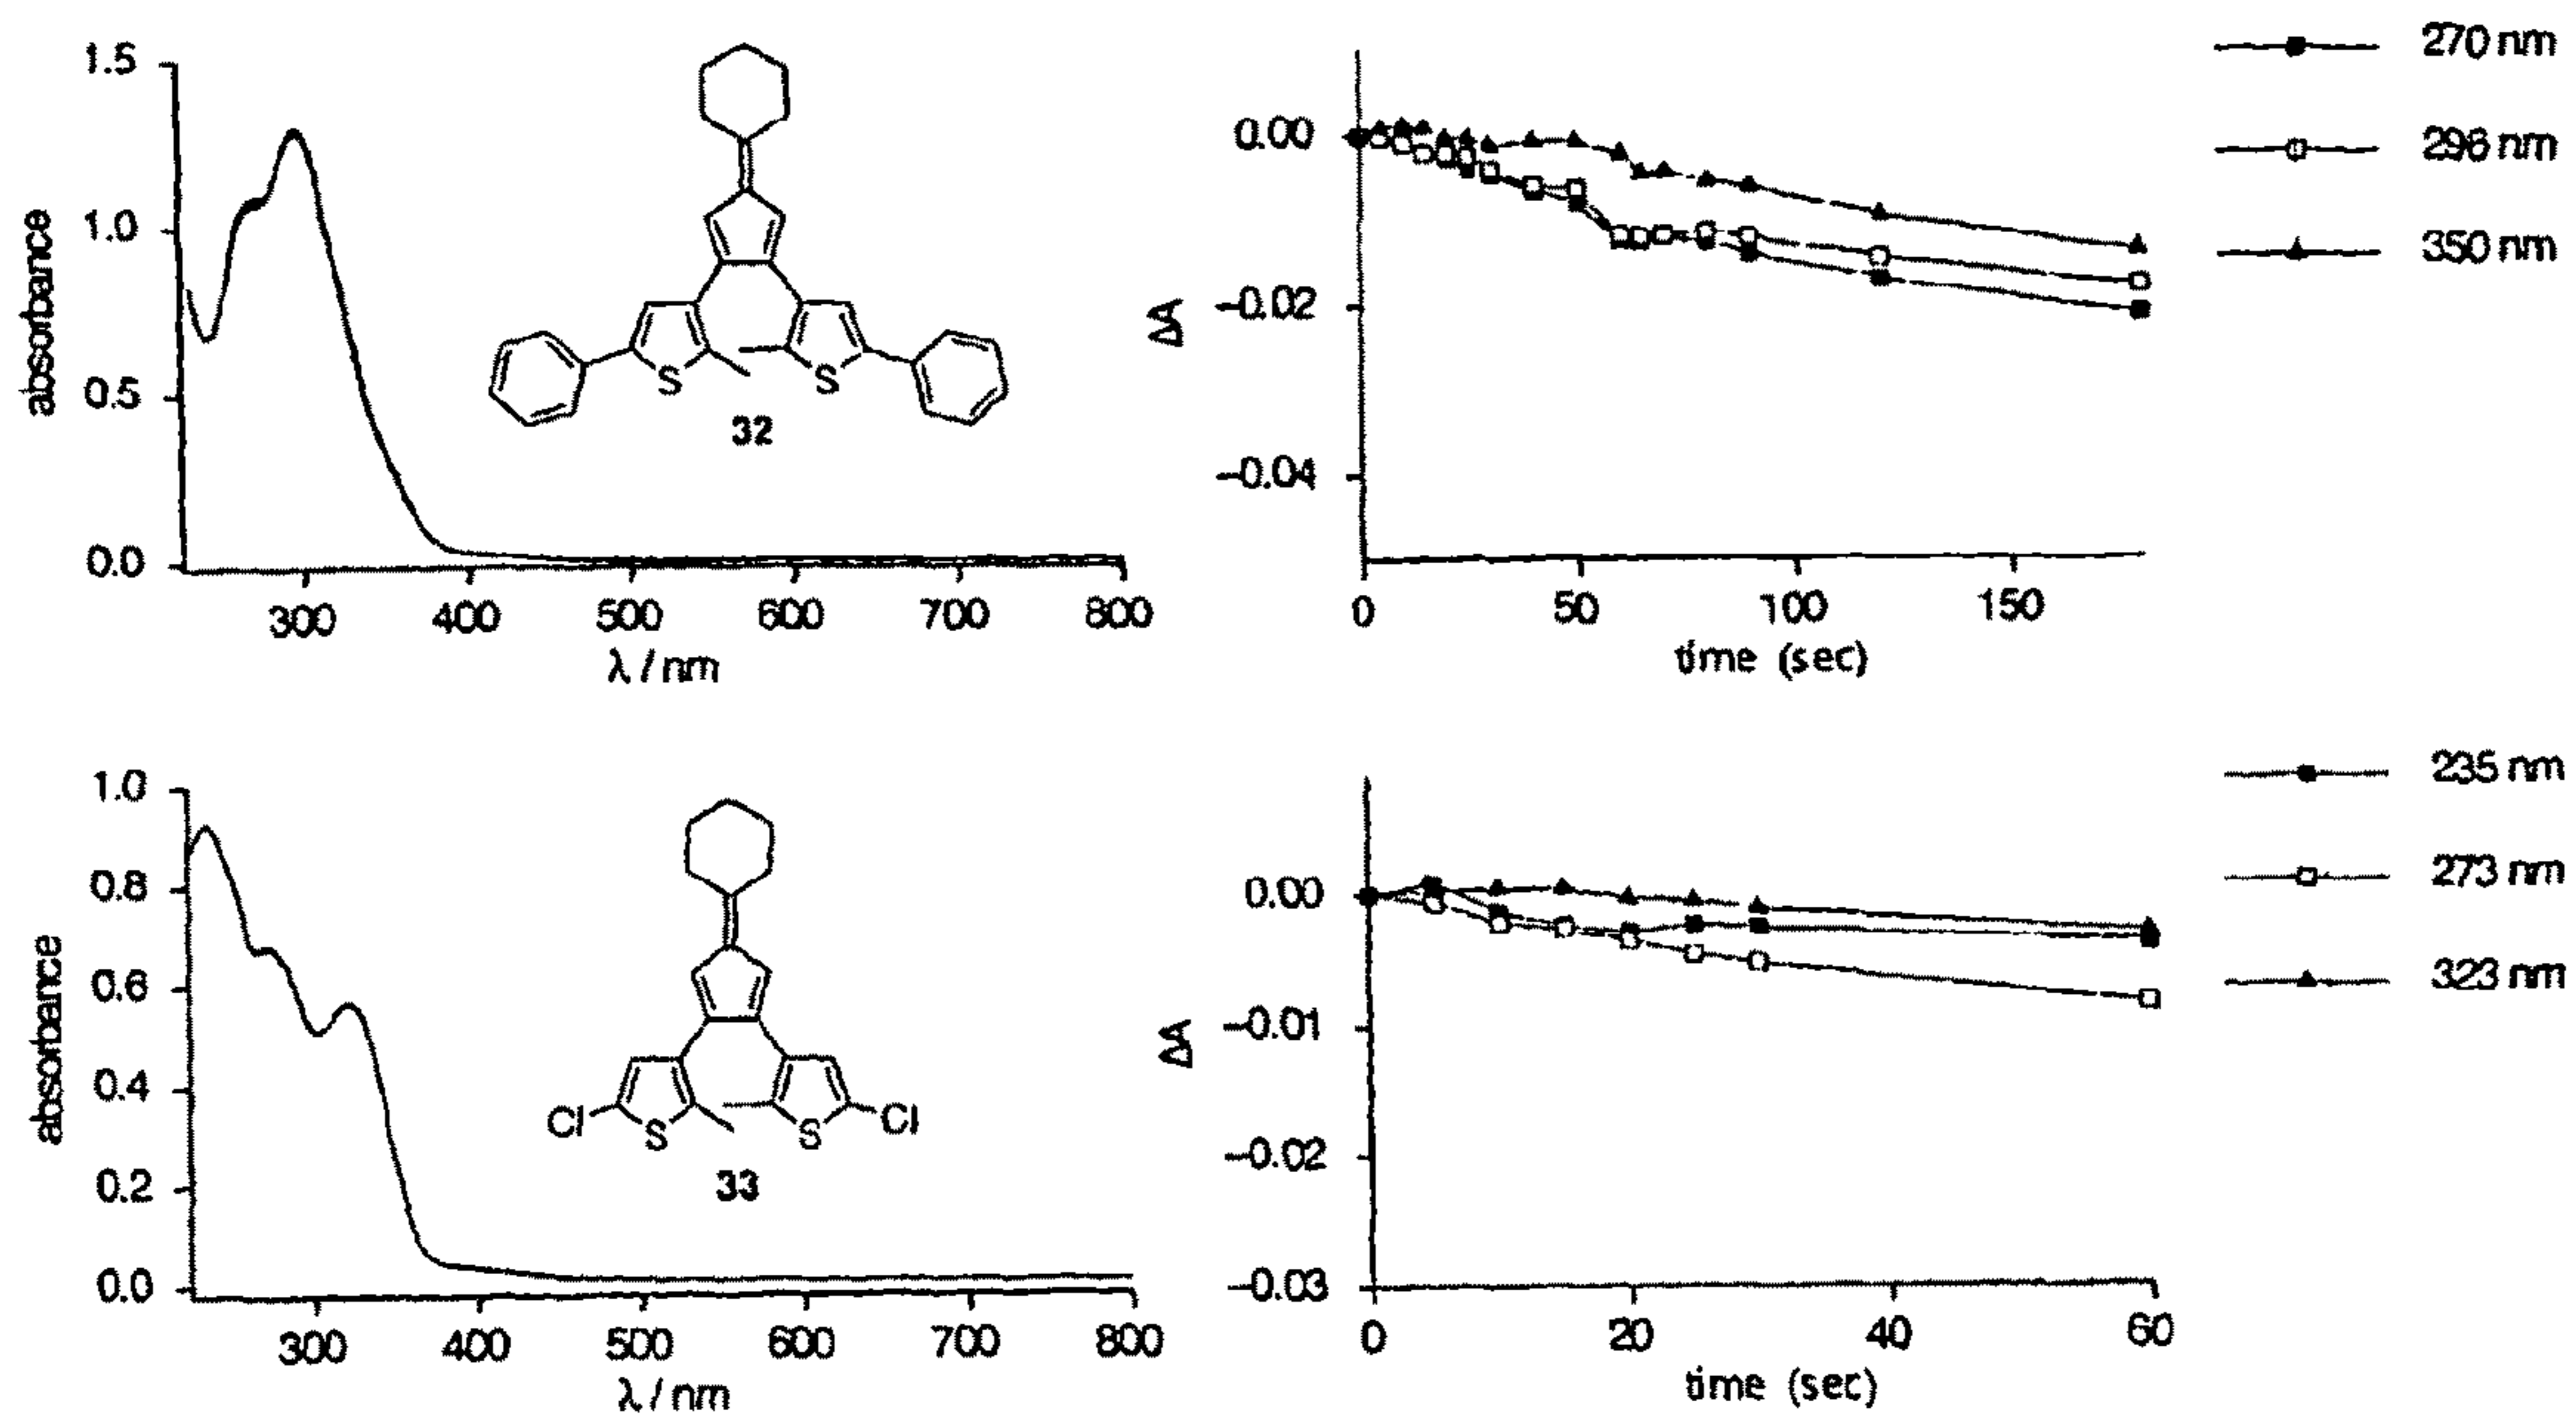 1.5
1.0
0.5
0.0
absorbance
300 400 500 600 700 800
λ / nm
S S
32
0.00
-0.02
-0.04
ΔA
0 50 100 150
time (sec)
270 nm
296 nm
350 nm
1.0
0.8
0.6
0.4
0.2
0.0
absorbance
300 400 500 600 700 800
λ / nm
Cl S S Cl
33
0.00
-0.01
-0.02
-0.03
ΔA
0 20 40 60
time (sec)
235 nm
273 nm
323 nm